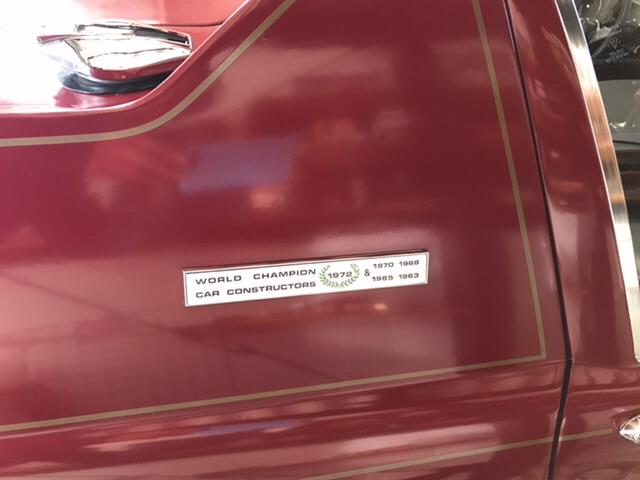 WORLD CHAMPION 1972 & 1970 1968
CAR CONSTRUCTORS 1965 1963